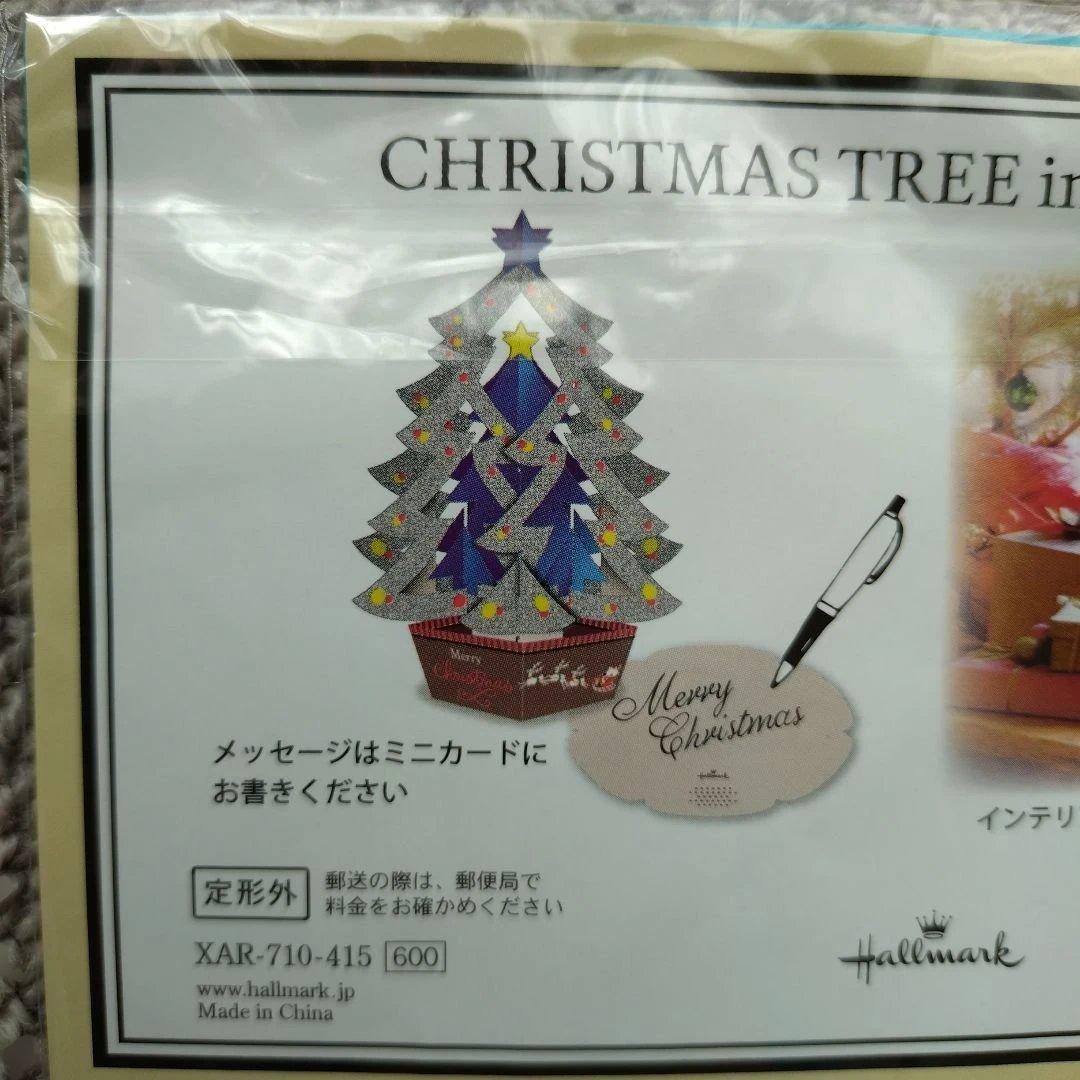 CHRISTMAS TREE in
Merry
Christmas
Merry
Christmas
Hallmark
メッセージはミニカードに
お書きください
インテリ
定形外
郵送の際は、郵便局で
料金をお確かめください
XAR-710-415 600
www.hallmark.jp
Made in China
Hallmark